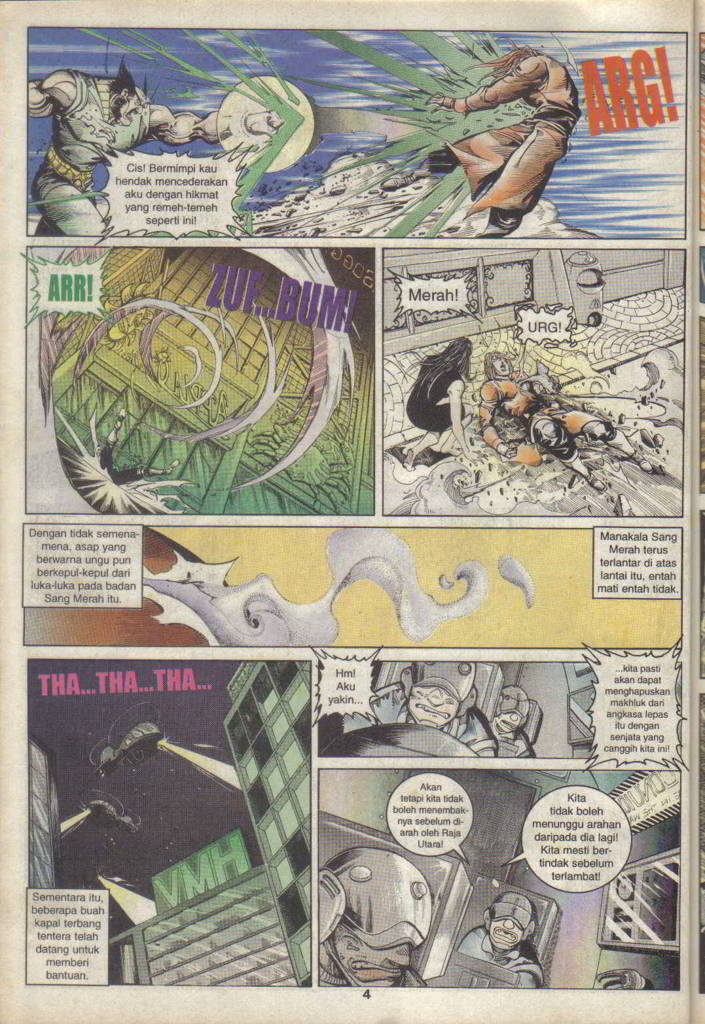 ARG!
Cis! Bermimpi kau
hendak mencederakan
aku dengan hikmat
yang remeh-temeh
seperti ini!
ARR!
ZUE...BUM!
Merah!
URG!
Dengan tidak semena-
mena, asap yang
berwarna ungu pun
berkepul-kepul dari
luka-luka pada badan
Sang Merah itu.
Manakala Sang
Merah terus
terlantar di atas
lantai itu, entah
mati entah tidak.
THA...THA...THA...
VMH
Sementara itu,
beberapa buah
kapal terbang
tentera telah
datang untuk
memberi
bantuan.
Hm!
Aku
yakin...
...kita pasti
akan dapat
menghapuskan
makhluk dari
angkasa lepas
itu dengan
senjata yang
canggih kita ini!
Akan
tetapi kita tidak
boleh menembak-
nya sebelum di-
arah oleh Raja
Utara!
Kita
tidak boleh
menunggu arahan
daripada dia lagi!
Kita mesti ber-
tindak sebelum
terlambat!
4